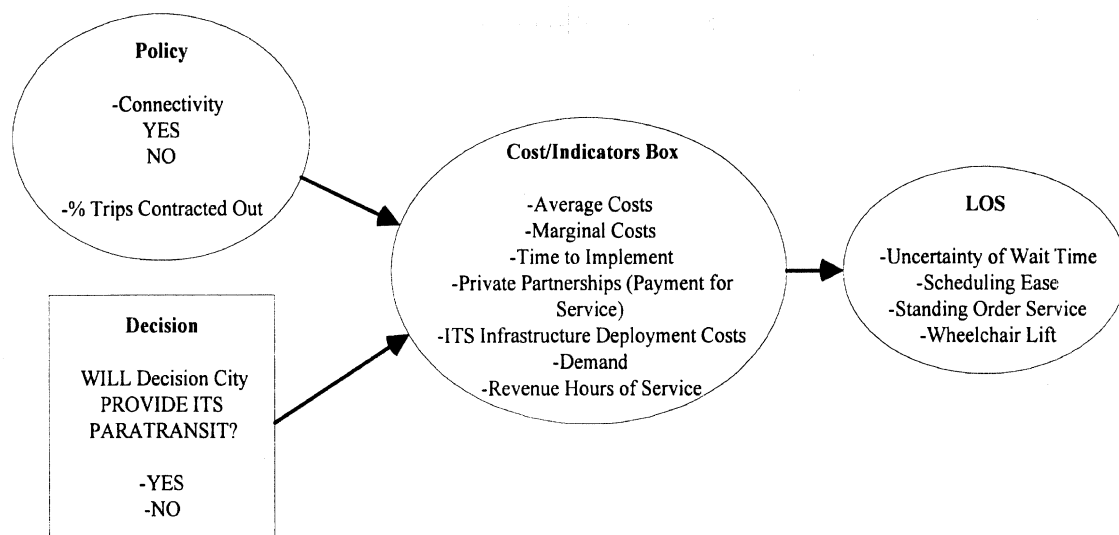 Policy
-Connectivity
YES
NO
-% Trips Contracted Out
Decision
WILL Decision City
PROVIDE ITS
PARATRANSIT?
-YES
-NO
Cost/Indicators Box
-Average Costs
-Marginal Costs
-Time to Implement
-Private Partnerships (Payment for
Service)
-ITS Infrastructure Deployment Costs
-Demand
-Revenue Hours of Service
LOS
-Uncertainty of Wait Time
-Scheduling Ease
-Standing Order Service
-Wheelchair Lift